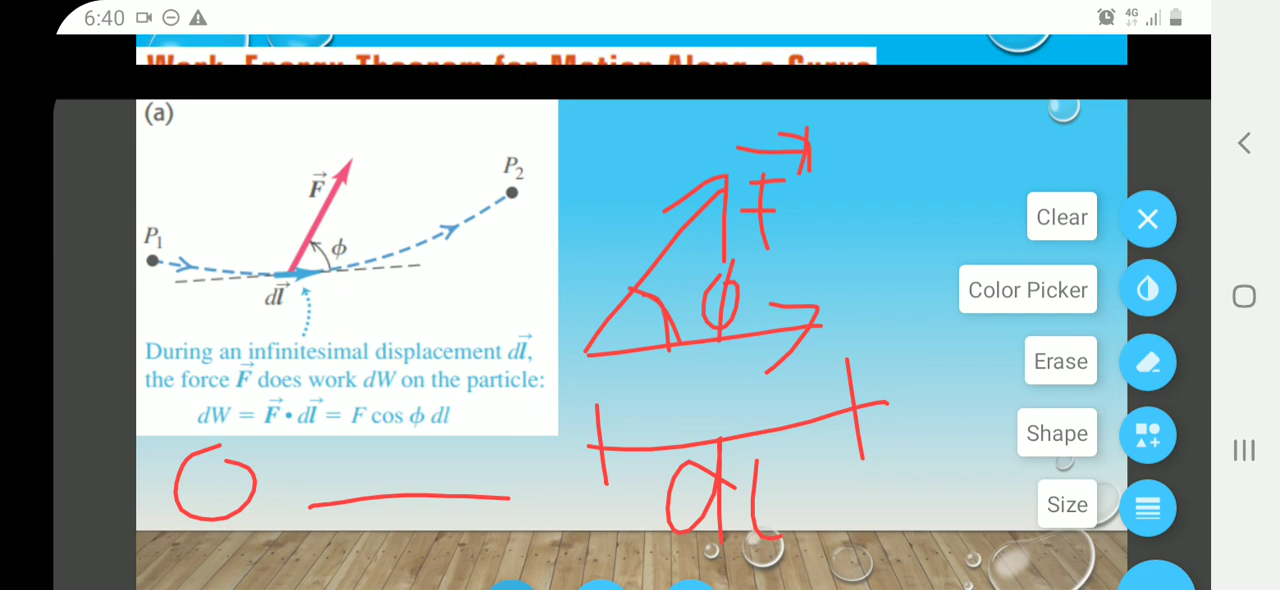 6:40
4G
Work-Energy Theorem for Motion Along a Curve
(a)
F
P2
P1
ϕ
dl
During an infinitesimal displacement dl,
the force F does work dW on the particle:
dW = F • dl = F cos ϕ dl
F
ϕ
dl
Clear
Color Picker
Erase
Shape
Size